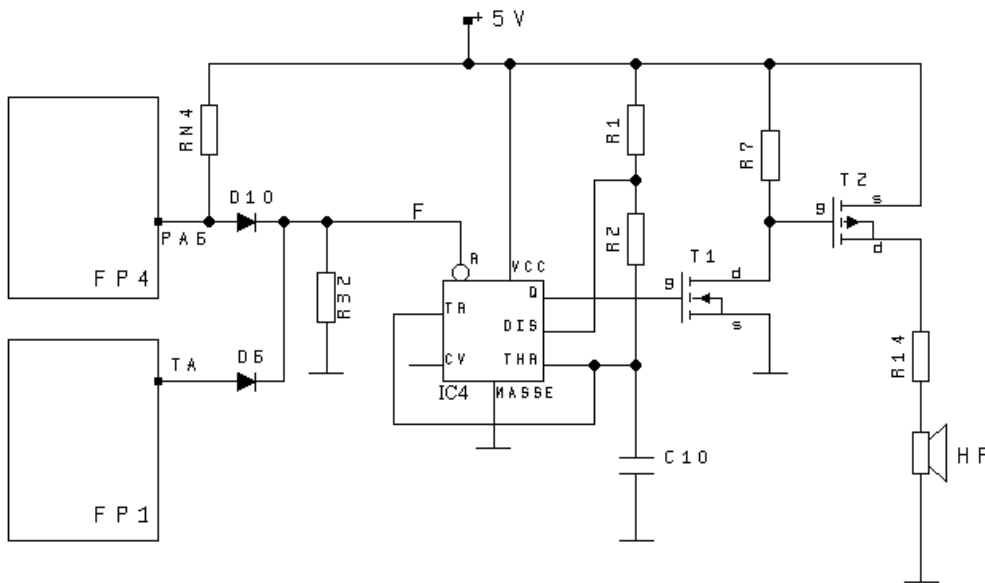 + 5 V
RN4
R1
R7
T2
D10
s
g
F
R2
d
PA6
FP4
R
VCC
T1
R32
Q
g
d
TR
DIS
s
TA
D6
CV
THR
R14
IC4
MASSE
C10
HP
FP1